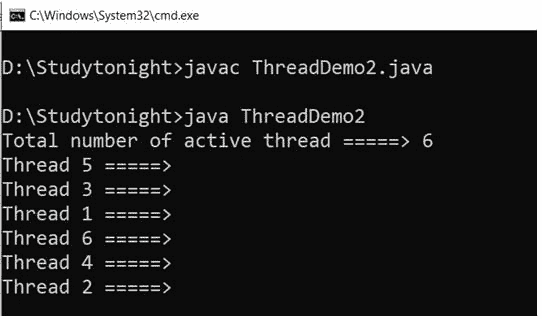 C:\Windows\System32\cmd.exe
D:\Studytonight>javac ThreadDemo2.java
D:\Studytonight>java ThreadDemo2
Total number of active thread =====> 6
Thread 5 =====>
Thread 3 =====>
Thread 1 =====>
Thread 6 =====>
Thread 4 =====>
Thread 2 =====>